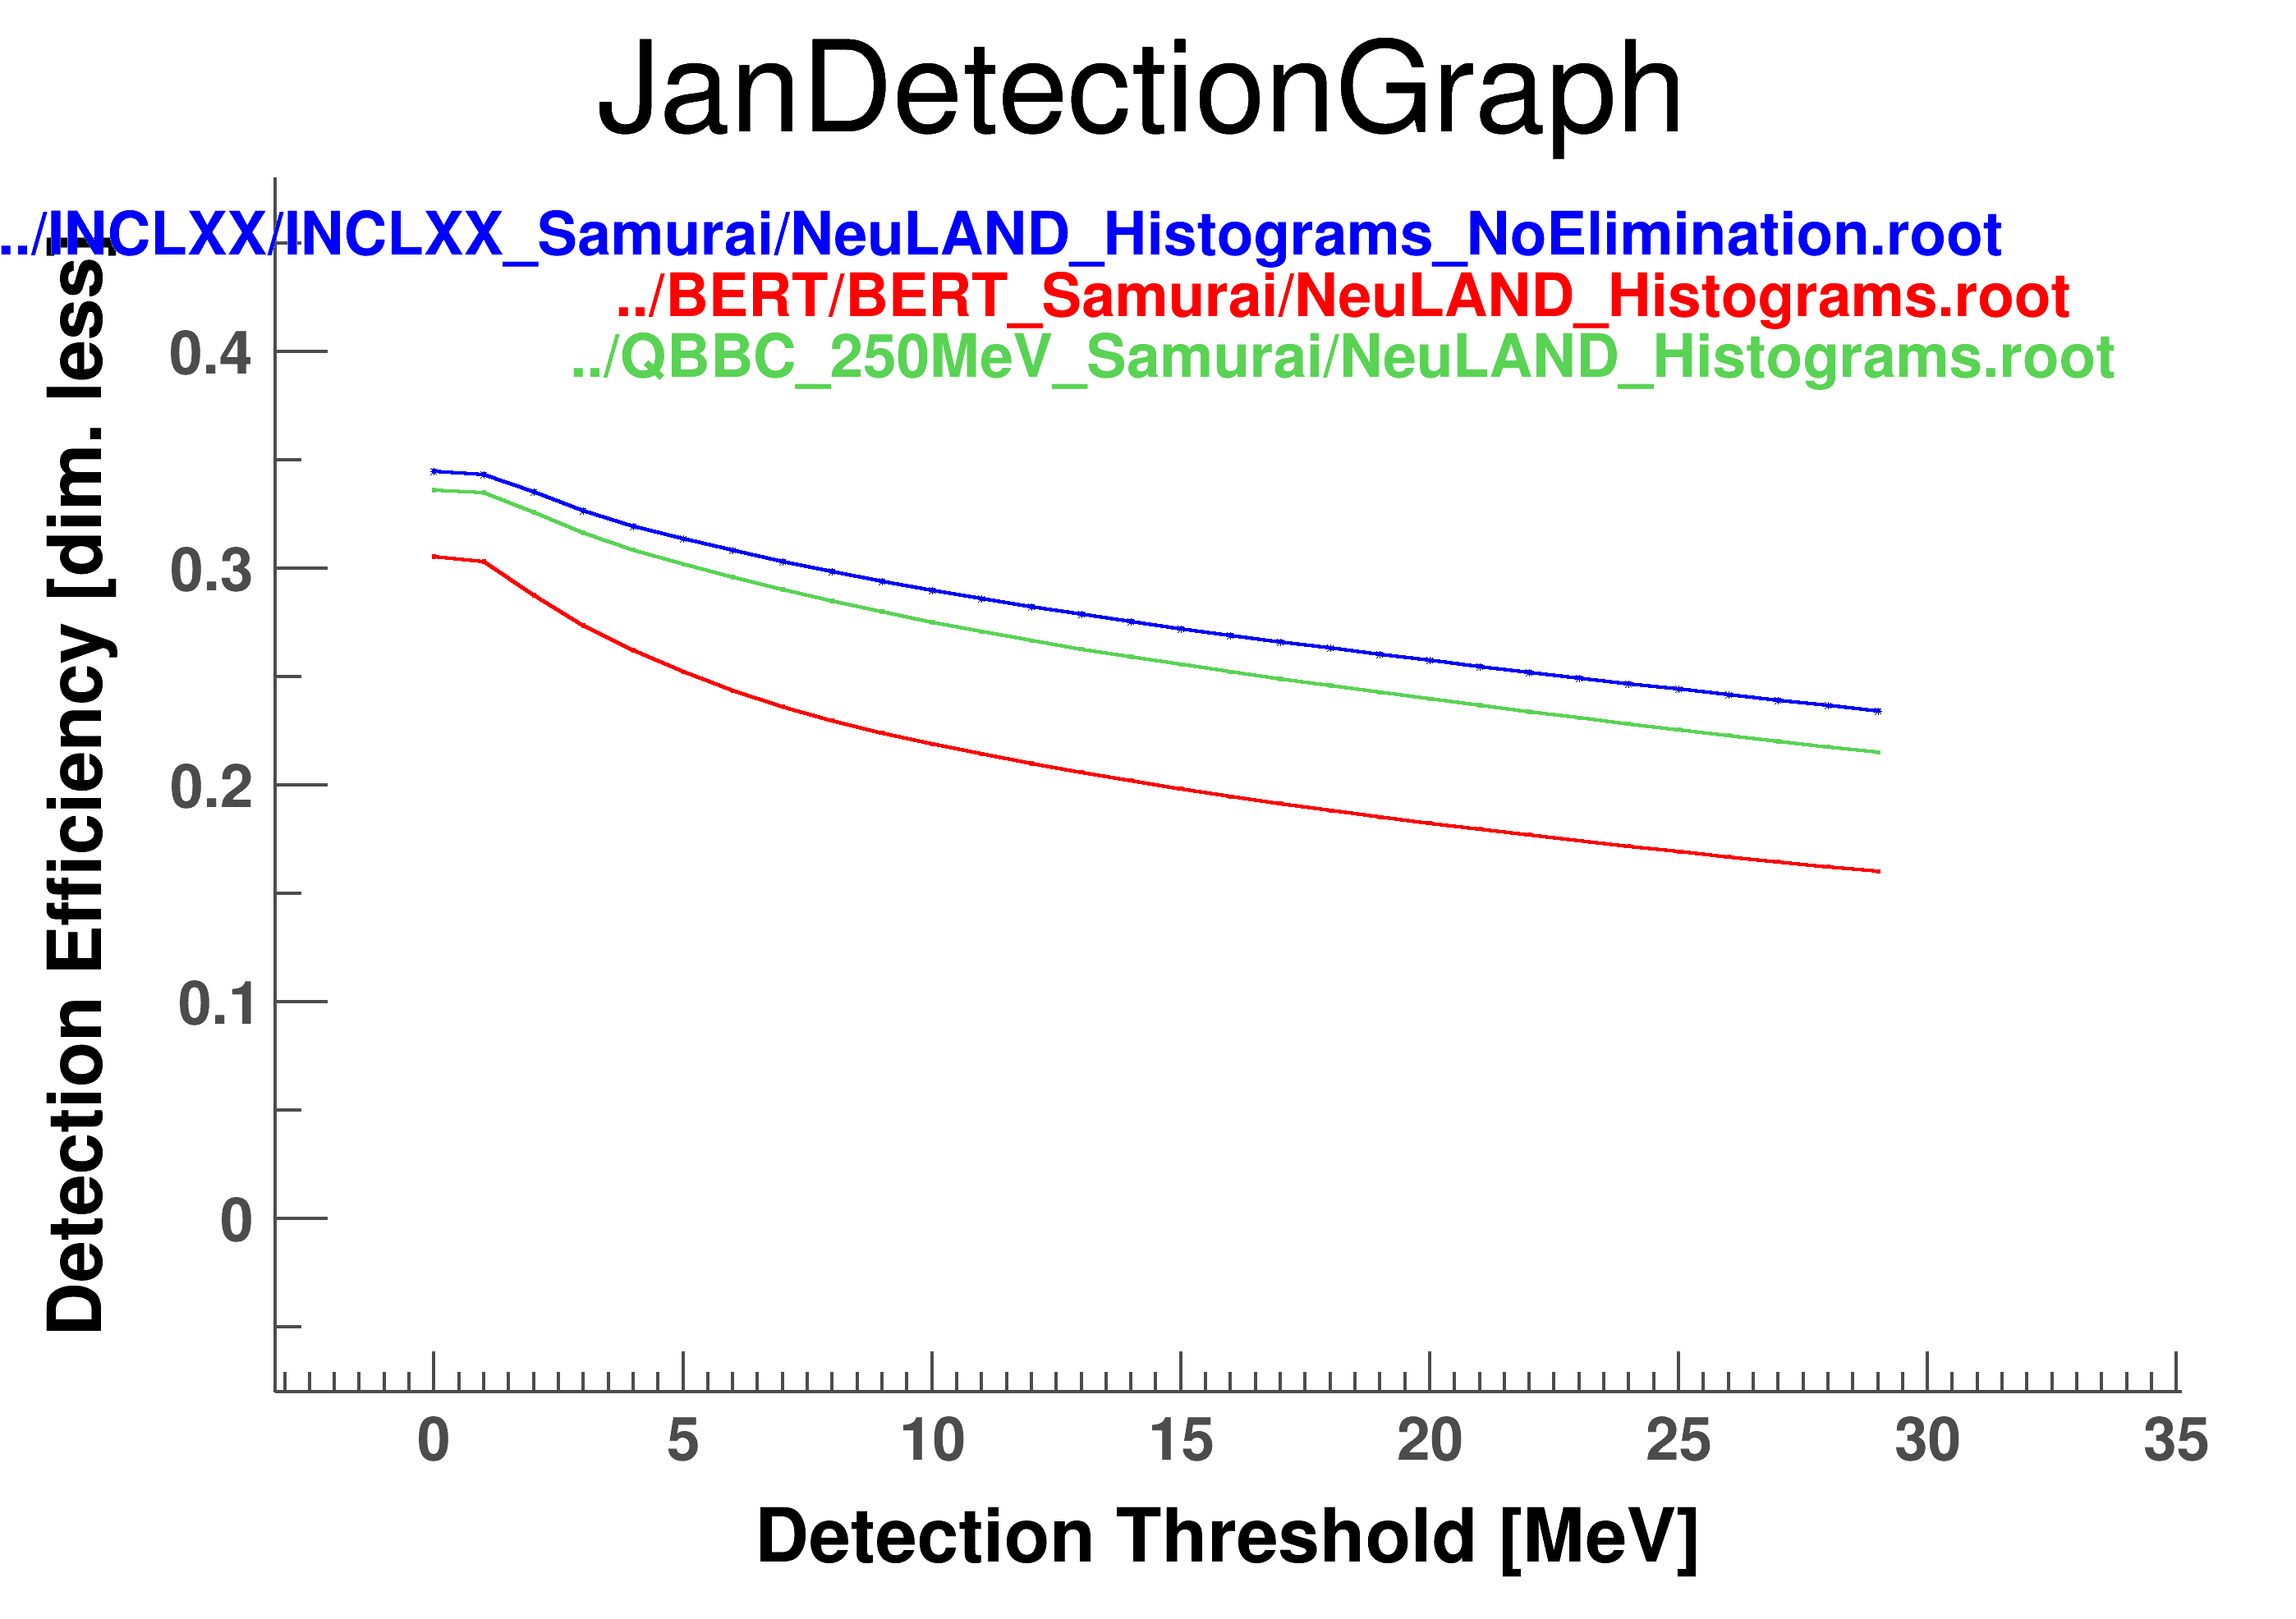 JanDetectionGraph
../INCLXX/INCLXX_Samurai/NeuLAND_Histograms_NoElimination.root
../BERT/BERT_Samurai/NeuLAND_Histograms.root
../QBBC_250MeV_Samurai/NeuLAND_Histograms.root
Detection Efficiency [dim. less]
0.4
0.3
0.2
0.1
0
0 5 10 15 20 25 30 35
Detection Threshold [MeV]